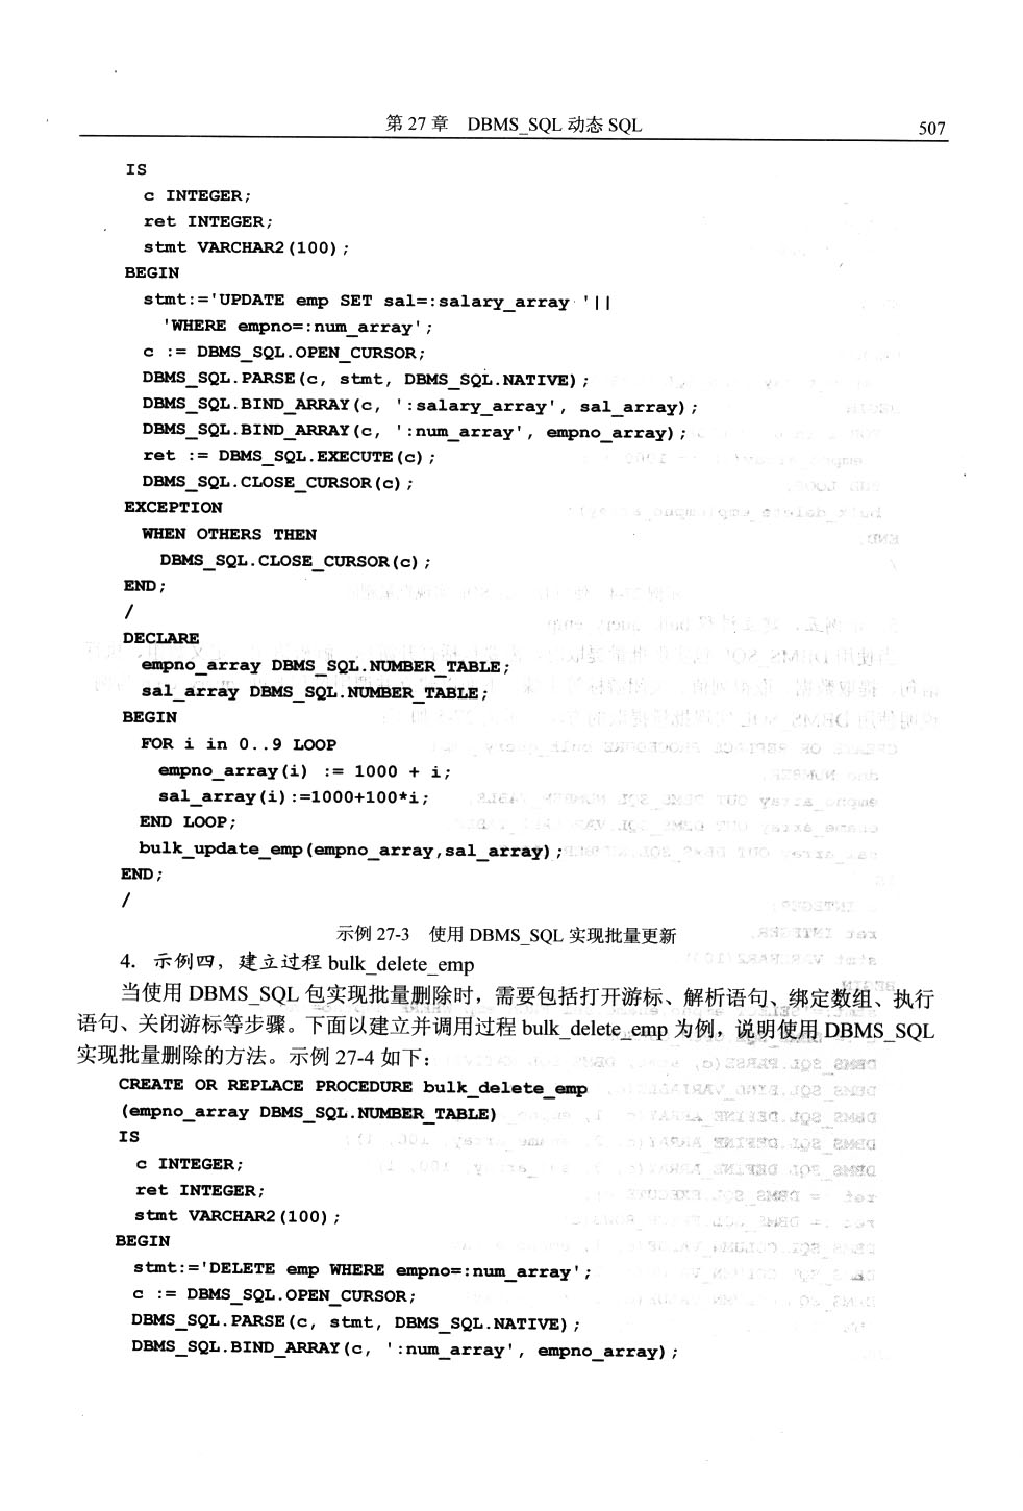 第 27 章　DBMS_SQL 动态 SQL　507
IS
c INTEGER;
ret INTEGER;
stmt VARCHAR2(100);
BEGIN
stmt:='UPDATE emp SET sal=:salary_array '||
'WHERE empno=:num_array';
c := DBMS_SQL.OPEN_CURSOR;
DBMS_SQL.PARSE(c, stmt, DBMS_SQL.NATIVE);
DBMS_SQL.BIND_ARRAY(c, ':salary_array', sal_array);
DBMS_SQL.BIND_ARRAY(c, ':num_array', empno_array);
ret := DBMS_SQL.EXECUTE(c);
DBMS_SQL.CLOSE_CURSOR(c);
EXCEPTION
WHEN OTHERS THEN
DBMS_SQL.CLOSE_CURSOR(c);
END;
/
DECLARE
empno_array DBMS_SQL.NUMBER_TABLE;
sal_array DBMS_SQL.NUMBER_TABLE;
BEGIN
FOR i in 0..9 LOOP
empno_array(i) := 1000 + i;
sal_array(i):=1000+100*i;
END LOOP;
bulk_update_emp(empno_array,sal_array);
END;
/
示例 27-3　使用 DBMS_SQL 实现批量更新
4. 示例四，建立过程 bulk_delete_emp
当使用 DBMS_SQL 包实现批量删除时，需要包括打开游标、解析语句、绑定数组、执行
语句、关闭游标等步骤。下面以建立并调用过程 bulk_delete_emp 为例，说明使用 DBMS_SQL
实现批量删除的方法。示例 27-4 如下：
CREATE OR REPLACE PROCEDURE bulk_delete_emp
(empno_array DBMS_SQL.NUMBER_TABLE)
IS
c INTEGER;
ret INTEGER;
stmt VARCHAR2(100);
BEGIN
stmt:='DELETE emp WHERE empno=:num_array';
c := DBMS_SQL.OPEN_CURSOR;
DBMS_SQL.PARSE(c, stmt, DBMS_SQL.NATIVE);
DBMS_SQL.BIND_ARRAY(c, ':num_array', empno_array);